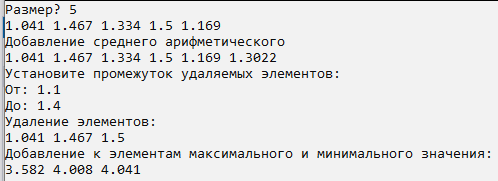 Размер? 5
1.041 1.467 1.334 1.5 1.169
Добавление среднего арифметического
1.041 1.467 1.334 1.5 1.169 1.3022
Установите промежуток удаляемых элементов:
От: 1.1
До: 1.4
Удаление элементов:
1.041 1.467 1.5
Добавление к элементам максимального и минимального значения:
3.582 4.008 4.041